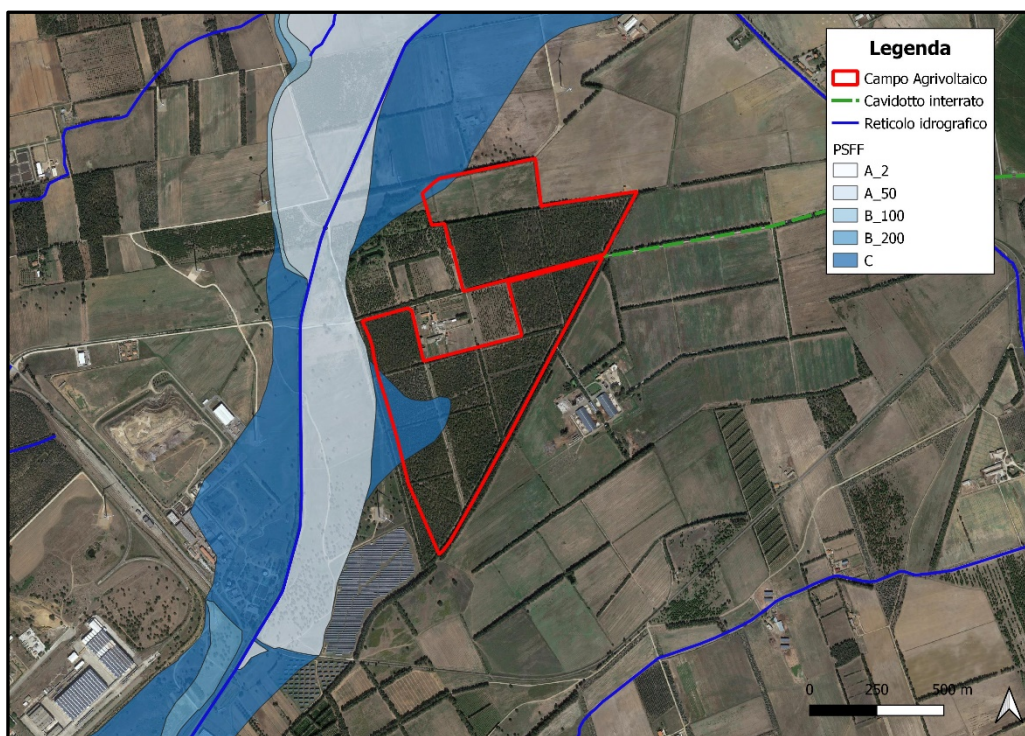 Legenda
Campo Agrivoltaico
Cavidotto interrato
Reticolo idrografico
PSFF
A_2
A_50
B_100
B_200
C
0 250 500 m